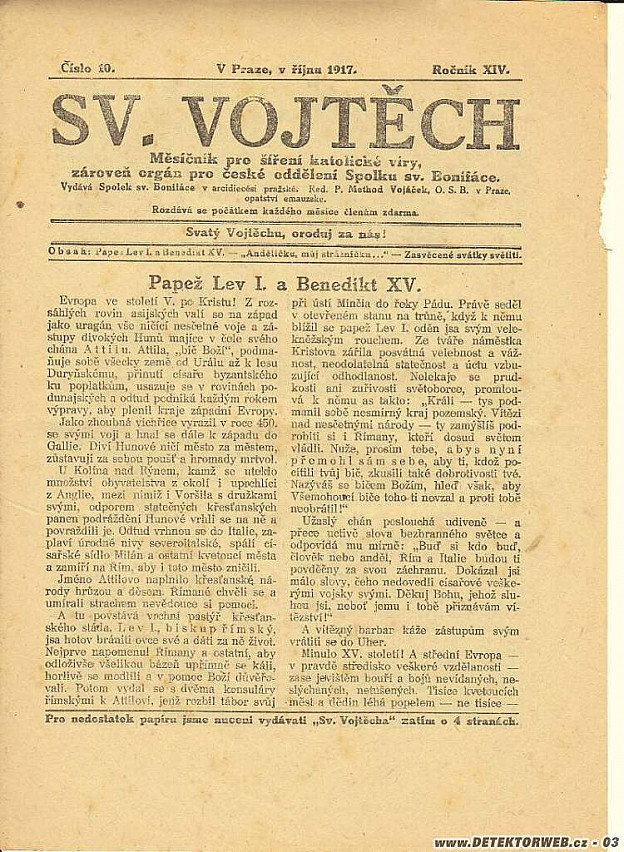 Číslo 10.
V Praze, v říjnu 1917.
Ročník XIV.
SV. VOJTĚCH
Měsíčník pro šíření katolické víry,
zároveň orgán pro české oddělení Spolku sv. Bonifáce.
Vydává Spolek sv. Bonifáce v arcidiecési pražské. Red. P. Method Vojáček, O. S. B. v Praze,
opatství emauzské.
Rozdává se počátkem každého měsíce členům zdarma.
Svatý Vojtěchu, oroduj za nás!
Obsah: Papež Lev I. a Benedikt XV. — „Andělíčku, můj strážníčku...“ — Zasvěcené svátky světiti.
Papež Lev I. a Benedikt XV.
Evropa ve století V. po Kristu! Z roz-
sáhlých rovin asijských valí se na západ
jako uragán vše ničící nesčetné voje a zá-
stupy divokých Hunů majíce v čele svého
chána Attilu. Attila, „bič Boží“, podma-
ňuje sobě všecky země od Urálu až k lesu
Duryňskému, přinutí císaře byzantského
ku poplatkům, usazuje se v rovinách po-
dunajských a odtud podniká každým rokem
výpravy, aby plenil kraje západní Evropy.
Jako zhoubná vichřice vyrazil v roce 450.
se svými voji a hnal se dále k západu do
Gallie. Diví Hunové ničí město za městem,
zůstavují za sebou poušť a hromady mrtvol.
U Kolína nad Rýnem, kamž se uteklo
množství obyvatelstva z okolí i uprchlíci
z Anglie, mezi nimiž i Voršila s družkami
svými, odporem statečných křesťanských
panen podráždění Hunové vrhli se na ně a
povraždili je. Odtud vrhnou se do Italie, za-
plaví úrodné nivy severoitalské, spálí cí-
sařské sídlo Milán a ostatní kvetoucí města
a zamíří na Řím, aby i toto město zničili.
Jméno Attilovo naplnilo křesťanské ná-
rody hrůzou a děsem. Římané chvěli se a
umírali strachem nevědouce si pomoci.
A tu povstává vrchní pastýř křesťan-
ského stádla, Lev I., biskup římský,
jsa hotov brániti ovce své a dáti za ně život.
Nejprve napomenul Římany a ostatní, aby
odloživše všelikou bázeň upřímně se káli,
horlivě se modlili a v pomoc Boží důvěřo-
vali. Potom vydal se s dvěma konsuláry
římskými k Attilovi, jenž rozbil tábor svůj
při ústí Minčia do řeky Pádu. Právě seděl
v otevřeném stanu na trůně, když k němu
blížil se papež Lev I. oděn jsa svým vele-
kněžským rouchem. Ze tváře náměstka
Kristova zářila posvátná velebnost a váž-
nost, neodolatelná statečnost a úctu vzbu-
zující odhodlanost. Nelekaje se prud-
kosti ani zuřivosti světoborce, promlou-
vá k němu as takto: „Králi — tys pod-
manil sobě nesmírný kraj pozemský. Vítězi
nad nesčetnými národy — ty zamýšlíš pod-
robiti si i Římany, kteří dosud světem
vládli. Nuže, prosím tebe, abys nyní
přemohl sám sebe, aby ti, kdož po-
cítili tvůj bič, zkusili také dobrotivosti tvé.
Nazýváš se bičem Božím, hleď však, aby
Všemohoucí biče toho ti nevzal a proti tobě
neobrátil!“
Užaslý chán poslouchá udiveně — a
přece uctivě slova bezbranného světce a
odpovídá mu mírně: „Buď si kdo buď,
člověk nebo anděl, Řím a Italie budou ti
povděčny za svou záchranu. Dokázal jsi
málo slovy, čeho nedovedli císařové vešk e-
rými vojsky svými. Děkuj Bohu, jehož slu-
hou jsi, neboť jemu i tobě přiznávám ví-
tězství!“
A vítězný barbar káže zástupům svým
vrátiti se do Uher.
Minulo XV. století! A střední Evropa —
v pravdě středisko veškeré vzdělanosti —
zase jevištěm bouří a bojů nevídaných, ne-
slýchaných, netušených. Tisíce kvetoucích
měst a dědin léhá popelem — ne tisíce —
Pro nedostatek papíru jsme nuceni vydávati „Sv. Vojtěcha“ zatím o 4 stranách.
www.DETEKTORWEB.cz - 03